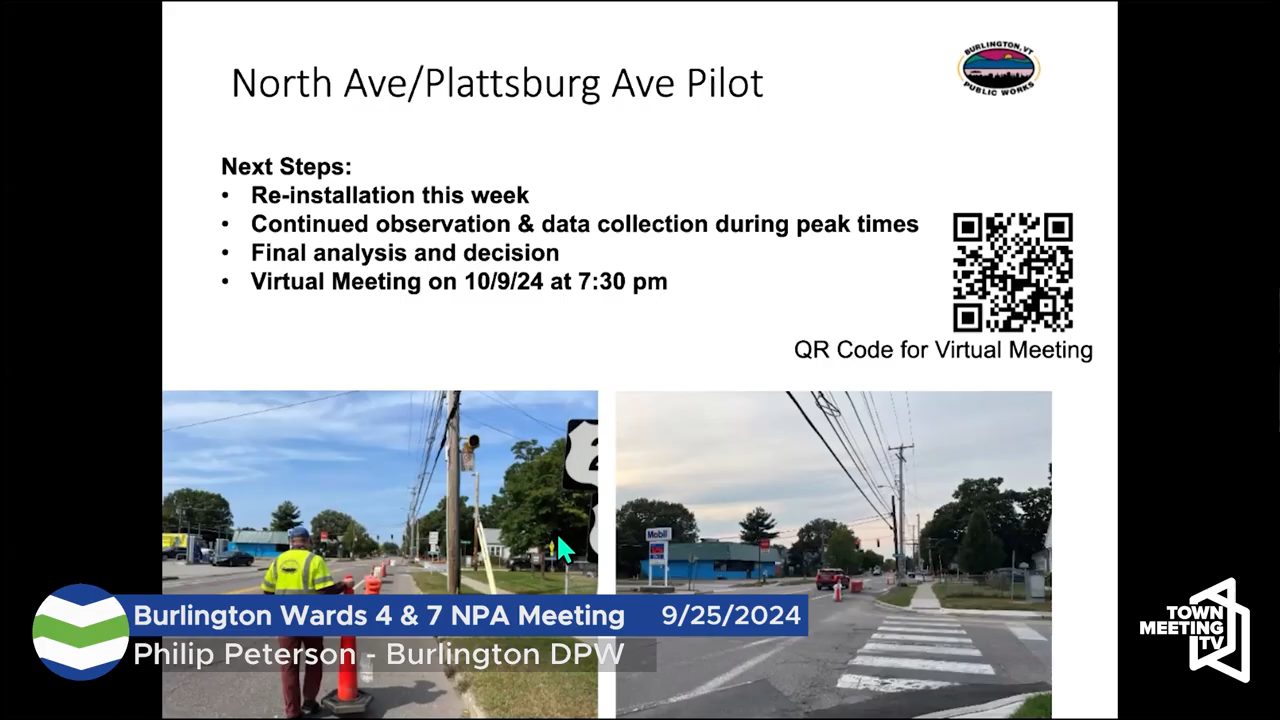 North Ave/Plattsburg Ave Pilot
BURLINGTON, VT
PUBLIC WORKS
Next Steps:
• Re-installation this week
• Continued observation & data collection during peak times
• Final analysis and decision
• Virtual Meeting on 10/9/24 at 7:30 pm
QR Code for Virtual Meeting
2
Mobil
Burlington Wards 4 & 7 NPA Meeting 9/25/2024
Philip Peterson - Burlington DPW
TOWN
MEETING
TV